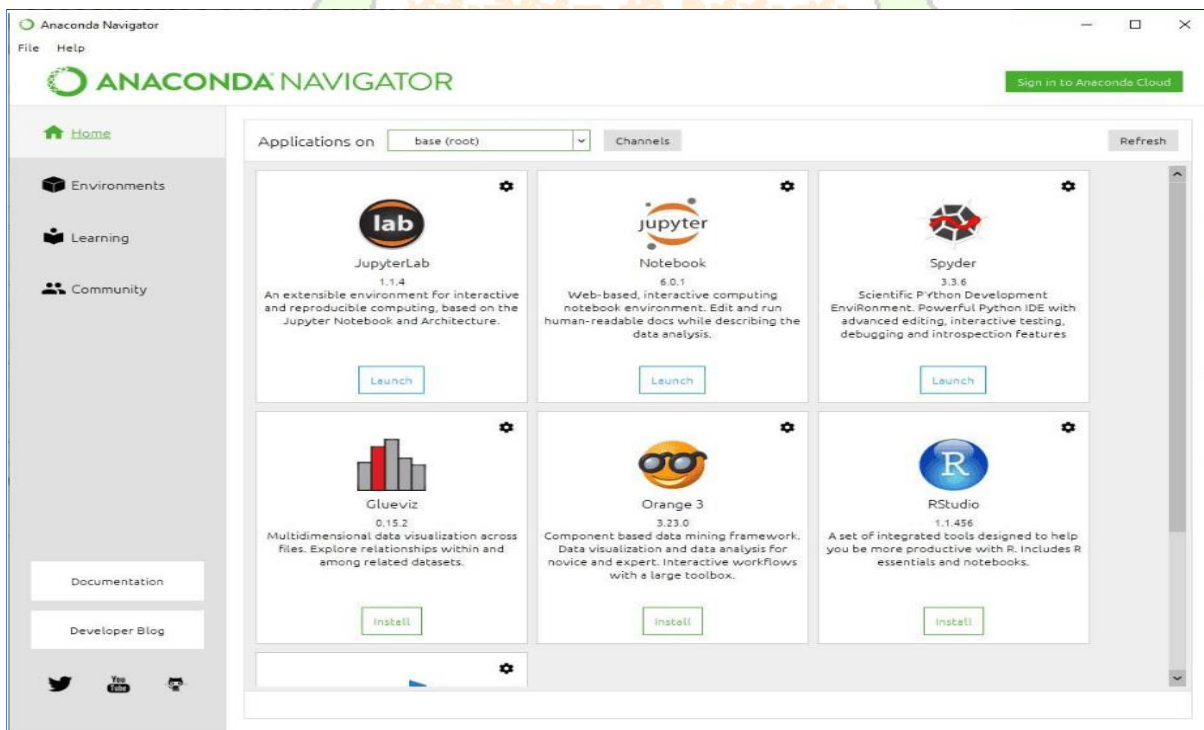 Anaconda Navigator
File Help
ANACONDA NAVIGATOR
Sign in to Anaconda Cloud
Home
Environments
Learning
Community
Documentation
Developer Blog
You
Tube
Applications on base (root) Channels Refresh
lab
JupyterLab
1.1.4
An extensible environment for interactive
and reproducible computing, based on the
Jupyter Notebook and Architecture.
Launch
jupyter
Notebook
6.0.1
Web-based, interactive computing
notebook environment. Edit and run
human-readable docs while describing the
data analysis.
Launch
Spyder
3.3.6
Scientific PYthon Development
EnviRonment. Powerful Python IDE with
advanced editing, interactive testing,
debugging and introspection features
Launch
Glueviz
0.15.2
Multidimensional data visualization across
files. Explore relationships within and
among related datasets.
Install
Orange 3
3.23.0
Component based data mining framework.
Data visualization and data analysis for
novice and expert. Interactive workflows
with a large toolbox.
Install
R
RStudio
1.1.456
A set of integrated tools designed to help
you be more productive with R. Includes R
essentials and notebooks.
Install